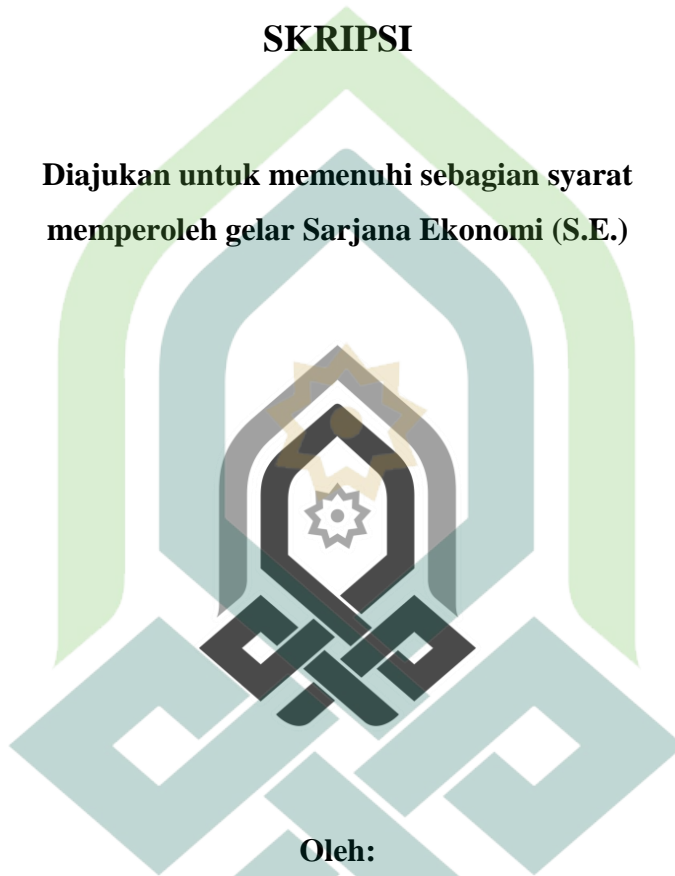 SKRIPSI
Diajukan untuk memenuhi sebagian syarat
memperoleh gelar Sarjana Ekonomi (S.E.)
Oleh: